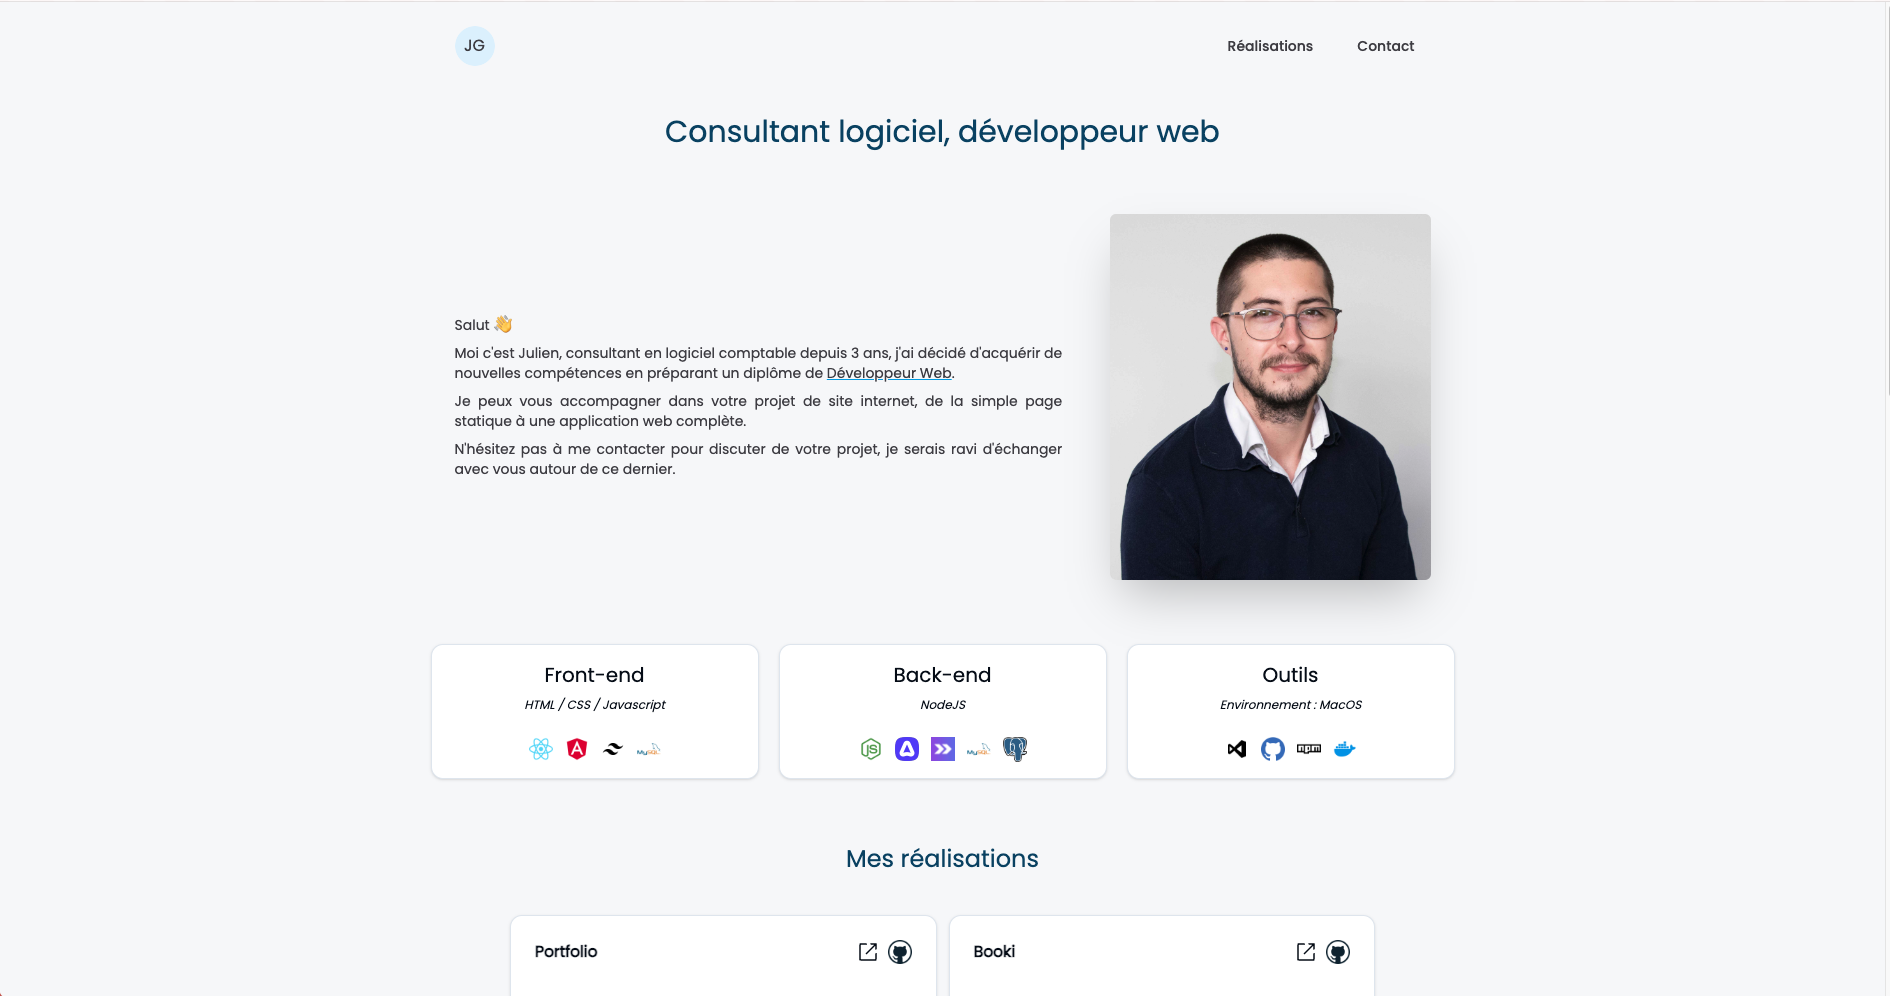 JG
Réalisations
Contact
Consultant logiciel, développeur web
Salut 👋
Moi c'est Julien, consultant en logiciel comptable depuis 3 ans, j'ai décidé d'acquérir de
nouvelles compétences en préparant un diplôme de Développeur Web.
Je peux vous accompagner dans votre projet de site internet, de la simple page
statique à une application web complète.
N'hésitez pas à me contacter pour discuter de votre projet, je serais ravi d'échanger
avec vous autour de ce dernier.
Front-end
HTML / CSS / Javascript
MySQL
Back-end
NodeJS
JS
MySQL
Outils
Environnement : MacOS
npm
Mes réalisations
Portfolio
Booki